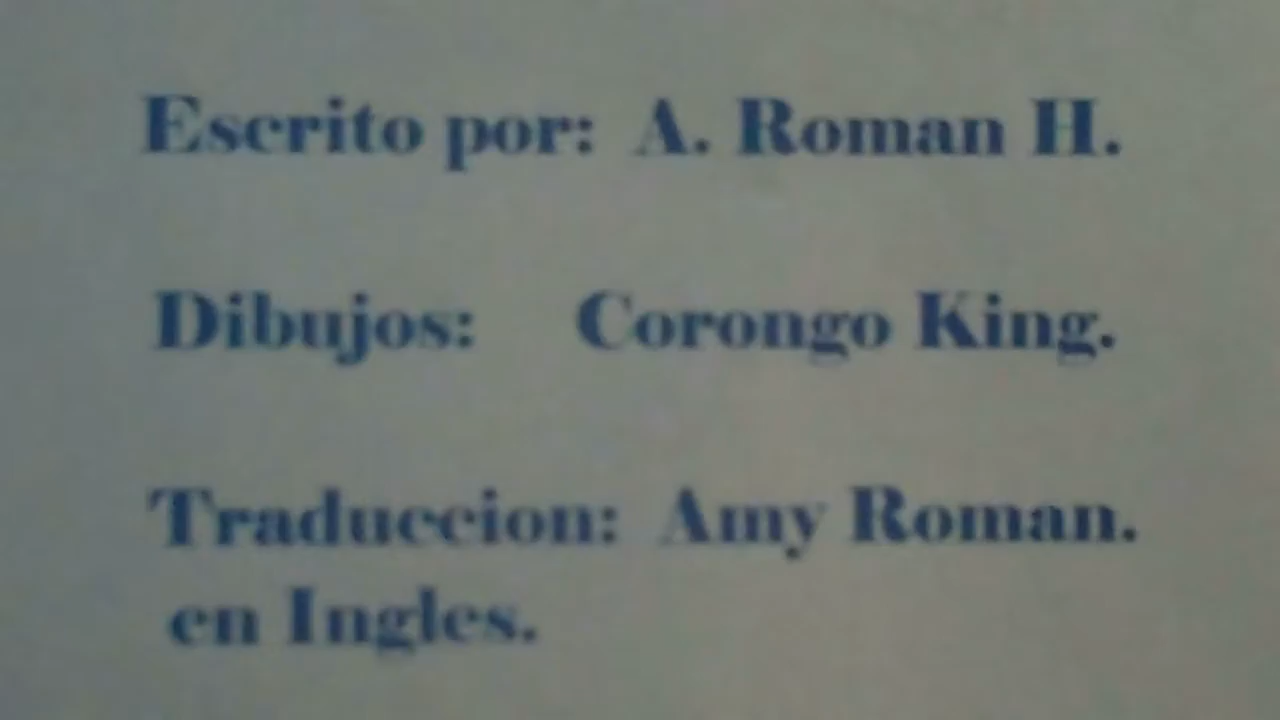 Escrito por: A. Roman H.
Dibujos: Corongo King.
Traduccion: Amy Roman.
en Ingles.